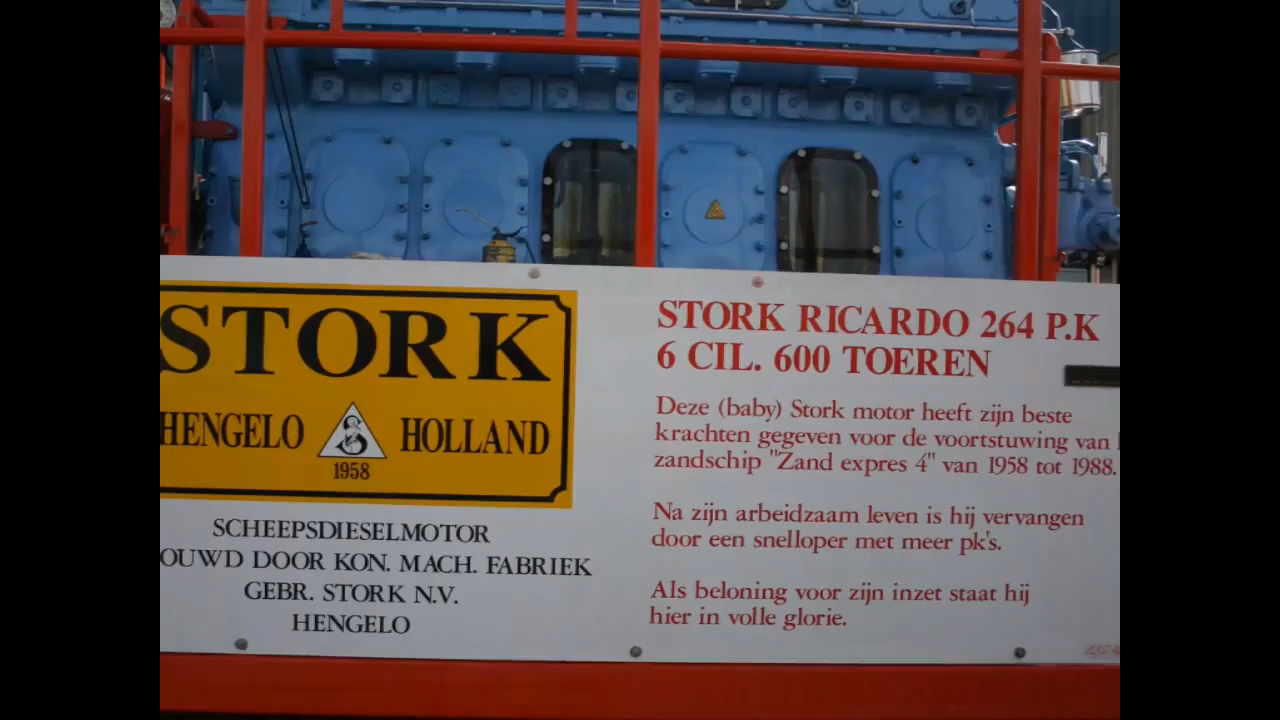 STORK
HENGELO HOLLAND
1958
SCHEEPSDIESELMOTOR
OUWD DOOR KON. MACH. FABRIEK
GEBR. STORK N.V.
HENGELO
STORK RICARDO 264 P.K
6 CIL. 600 TOEREN
Deze (baby) Stork motor heeft zijn beste
krachten gegeven voor de voortstuwing van
zandschip "Zand expres 4" van 1958 tot 1988.
Na zijn arbeidzaam leven is hij vervangen
door een snelloper met meer pk's.
Als beloning voor zijn inzet staat hij
hier in volle glorie.